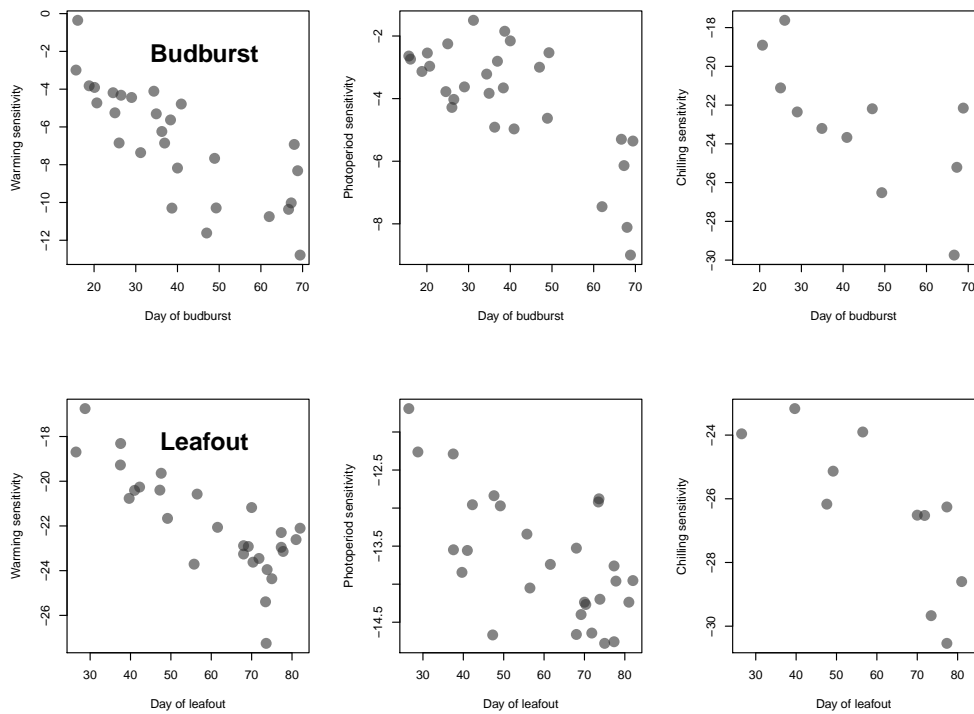 Budburst
Warming sensitivity
0
−2
−4
−6
−8
−10
−12
20 30 40 50 60 70
Day of budburst
Photoperiod sensitivity
−2
−4
−6
−8
20 30 40 50 60 70
Day of budburst
Chilling sensitivity
−18
−20
−22
−24
−26
−28
−30
20 30 40 50 60 70
Day of budburst
Leafout
Warming sensitivity
−18
−20
−22
−24
−26
30 40 50 60 70 80
Day of leafout
Photoperiod sensitivity
−12.5
−13.5
−14.5
30 40 50 60 70 80
Day of leafout
Chilling sensitivity
−24
−26
−28
−30
30 40 50 60 70 80
Day of leafout